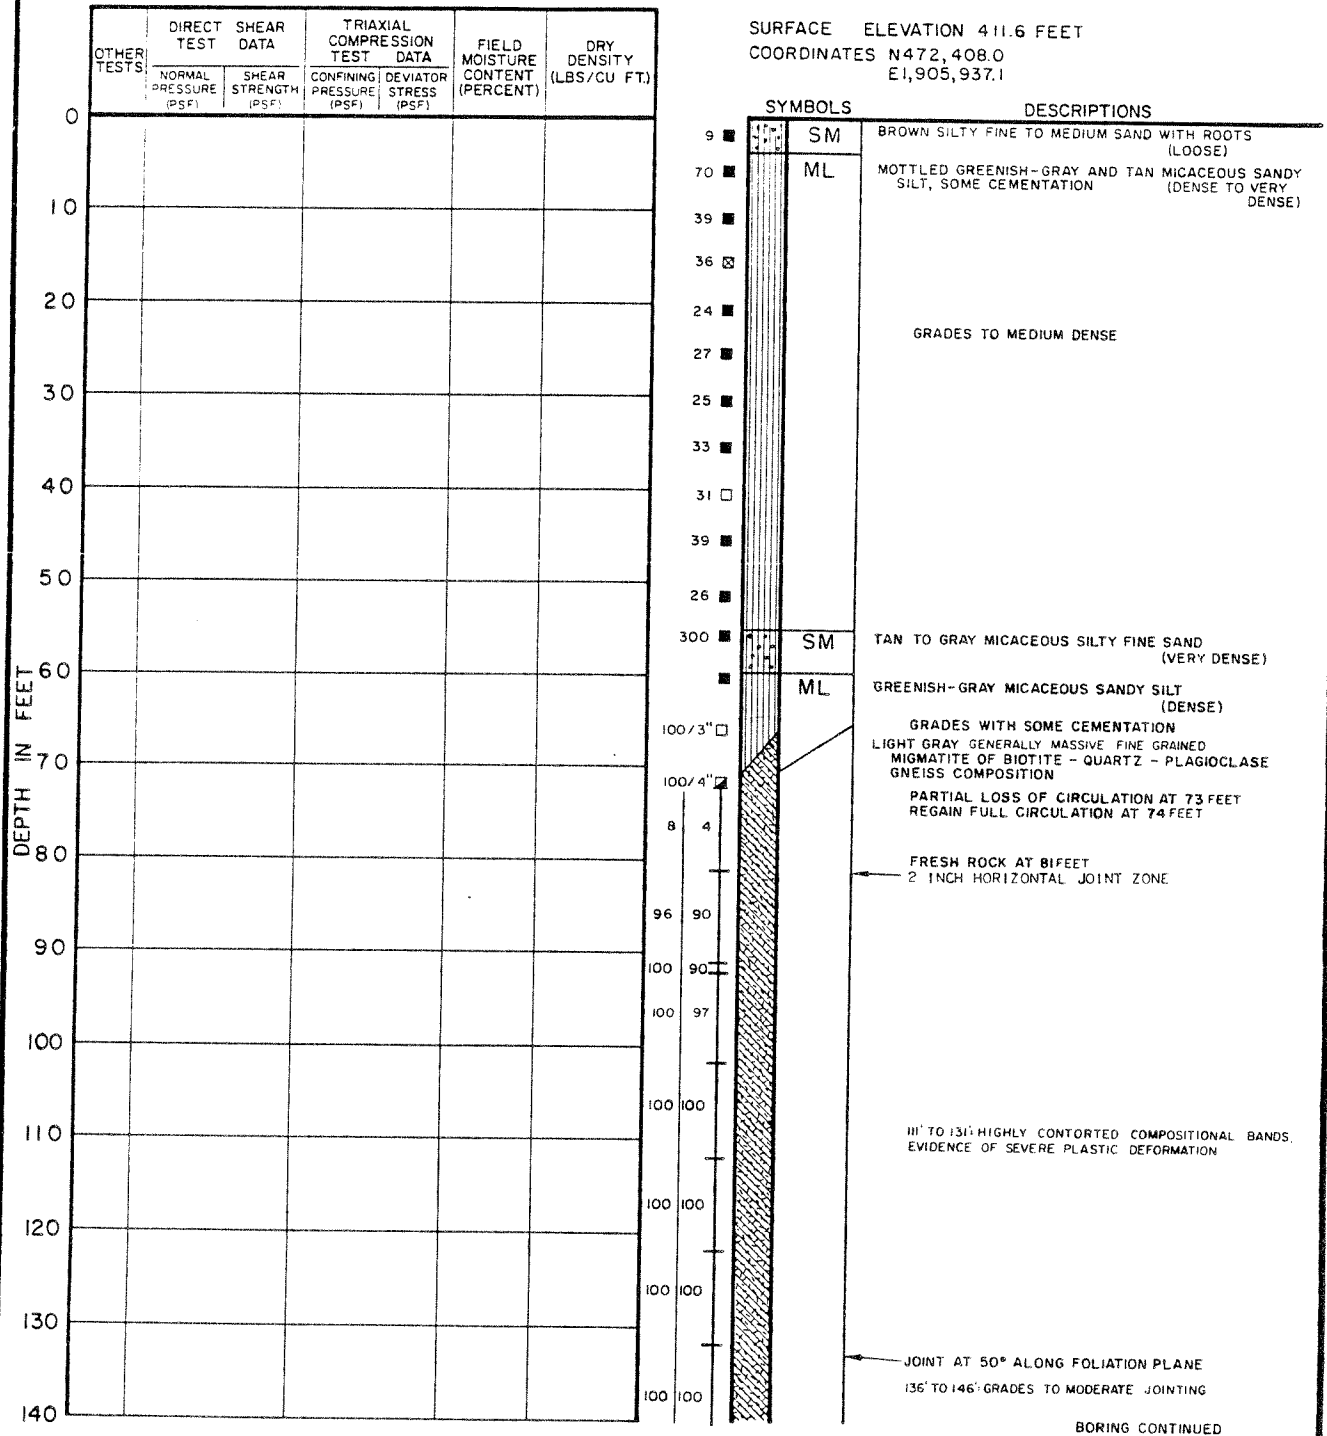 OTHER TESTS
DIRECT SHEAR
TEST DATA
NORMAL PRESSURE (PSF)
SHEAR STRENGTH (PSF)
TRIAXIAL
COMPRESSION
TEST DATA
CONFINING PRESSURE (PSF)
DEVIATOR STRESS (PSF)
FIELD
MOISTURE
CONTENT
(PERCENT)
DRY
DENSITY
(LBS/CU FT.)
SURFACE ELEVATION 411.6 FEET
COORDINATES N472,408.0
E1,905,937.1
SYMBOLS
DESCRIPTIONS
DEPTH IN FEET
0
10
20
30
40
50
60
70
80
90
100
110
120
130
140
9
70
39
36
24
27
25
33
31
39
26
300
100/3"
100/4"
8 4
96 90
100 90
100 97
100 100
100 100
100 100
100 100
SM
BROWN SILTY FINE TO MEDIUM SAND WITH ROOTS
(LOOSE)
ML
MOTTLED GREENISH-GRAY AND TAN MICACEOUS SANDY
SILT, SOME CEMENTATION (DENSE TO VERY
DENSE)
GRADES TO MEDIUM DENSE
SM
TAN TO GRAY MICACEOUS SILTY FINE SAND
(VERY DENSE)
ML
GREENISH-GRAY MICACEOUS SANDY SILT
(DENSE)
GRADES WITH SOME CEMENTATION
LIGHT GRAY GENERALLY MASSIVE FINE GRAINED
MIGMATITE OF BIOTITE - QUARTZ - PLAGIOCLASE
GNEISS COMPOSITION
PARTIAL LOSS OF CIRCULATION AT 73 FEET
REGAIN FULL CIRCULATION AT 74 FEET
FRESH ROCK AT 81 FEET
2 INCH HORIZONTAL JOINT ZONE
111' TO 131': HIGHLY CONTORTED COMPOSITIONAL BANDS,
EVIDENCE OF SEVERE PLASTIC DEFORMATION
JOINT AT 50° ALONG FOLIATION PLANE
136' TO 146': GRADES TO MODERATE JOINTING
BORING CONTINUED